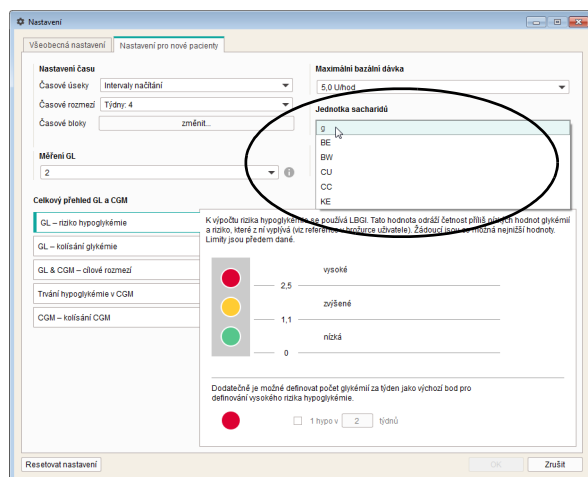 Nastavení
Všeobecná nastavení
Nastavení pro nové pacienty
Nastavení času
Časové úseky
Intervaly načítání
Časové rozmezí
Týdny: 4
Časové bloky
změnit...
Měření GL
2
Maximální bazální dávka
5,0 U/hod
Jednotka sacharidů
g
BE
BW
CU
CC
KE
Celkový přehled GL a CGM
GL – riziko hypoglykémie
GL – kolísání glykémie
GL & CGM – cílové rozmezí
Trvání hypoglykémie v CGM
CGM – kolísání CGM
K výpočtu rizika hypoglykémie se používá LBGI. Tato hodnota odráží četnost příliš nízkých hodnot glykémií
a riziko, které z ní vyplývá (viz reference v brožurce uživatele). Žádoucí jsou co možná nejnižší hodnoty.
Limity jsou předem dané.
vysoké
2,5
zvýšené
1,1
nízká
0
Dodatečně je možné definovat počet glykémií za týden jako výchozí bod pro
definování vysokého rizika hypoglykémie.
1 hypo v
2
týdnů
Resetovat nastavení
OK
Zrušit